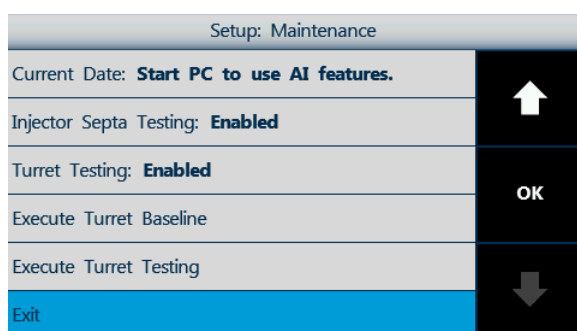 Setup: Maintenance
Current Date: Start PC to use AI features.
Injector Septa Testing: Enabled
Turret Testing: Enabled
OK
Execute Turret Baseline
Execute Turret Testing
Exit